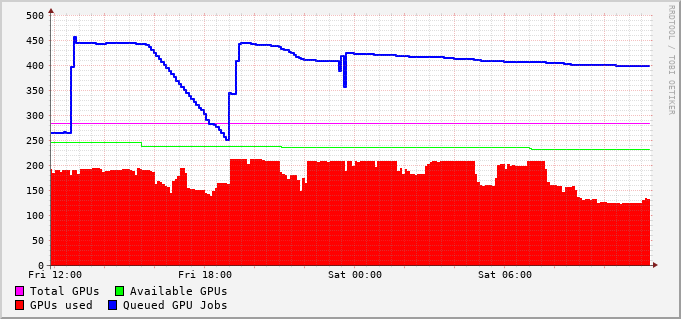 500
450
400
350
300
250
200
150
100
50
0
Fri 12:00 Fri 18:00 Sat 00:00 Sat 06:00
Total GPUs Available GPUs
GPUs used Queued GPU Jobs
RRDTOOL / TOBI OETIKER